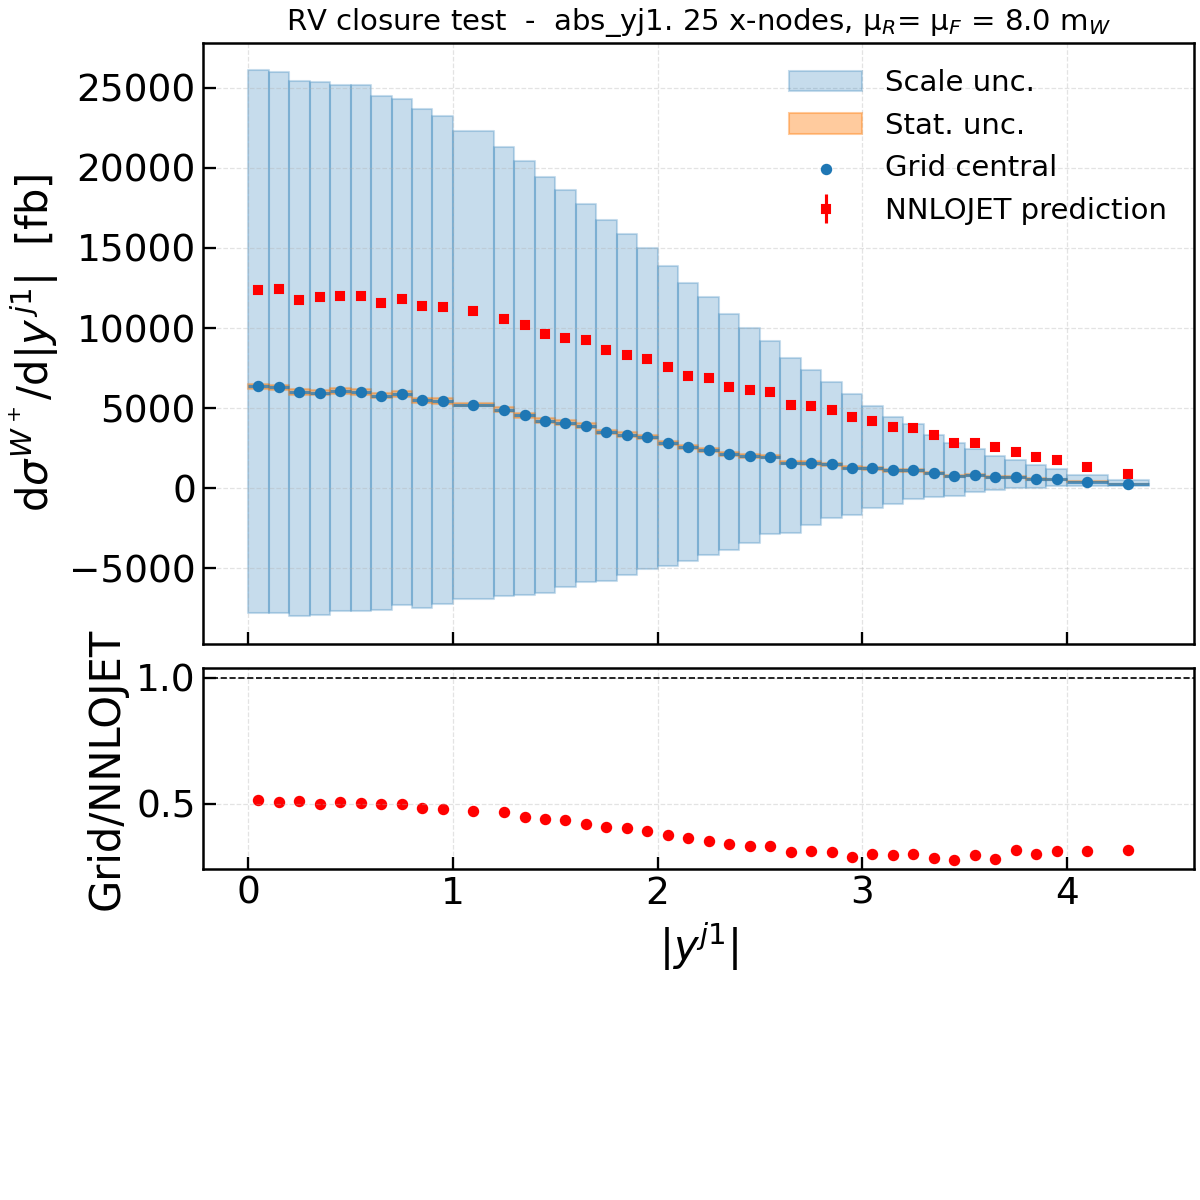 RV closure test - abs_yj1. 25 x-nodes, μ_R= μ_F = 8.0 m_W
Scale unc.
Stat. unc.
Grid central
NNLOJET prediction
dσ^{W^+}/d|y^{j1}| [fb]
25000
20000
15000
10000
5000
0
−5000
Grid/NNLOJET
1.0
0.5
0 1 2 3 4
|y^{j1}|